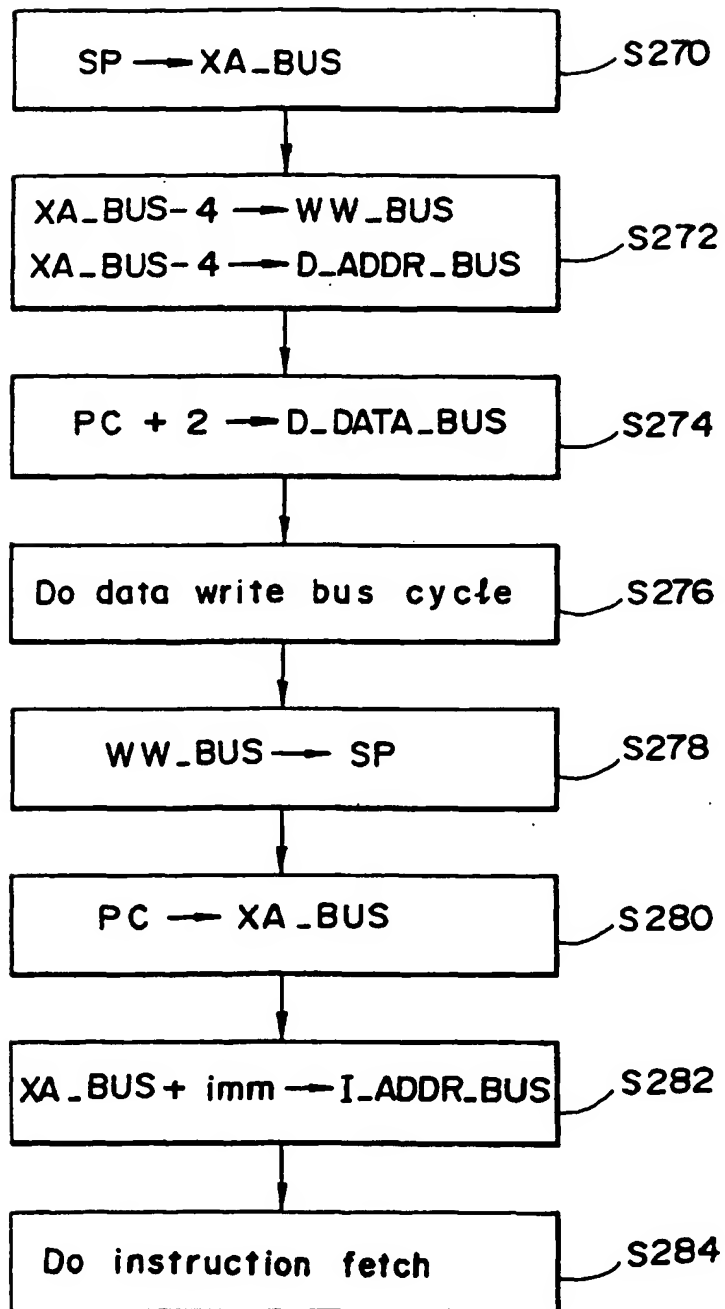 SP → XA_BUS
S270
XA_BUS-4 → WW_BUS
XA_BUS-4 → D_ADDR_BUS
S272
PC + 2 → D_DATA_BUS
S274
Do data write bus cycle
S276
WW_BUS → SP
S278
PC → XA_BUS
S280
XA_BUS + imm → I_ADDR_BUS
S282
Do instruction fetch
S284